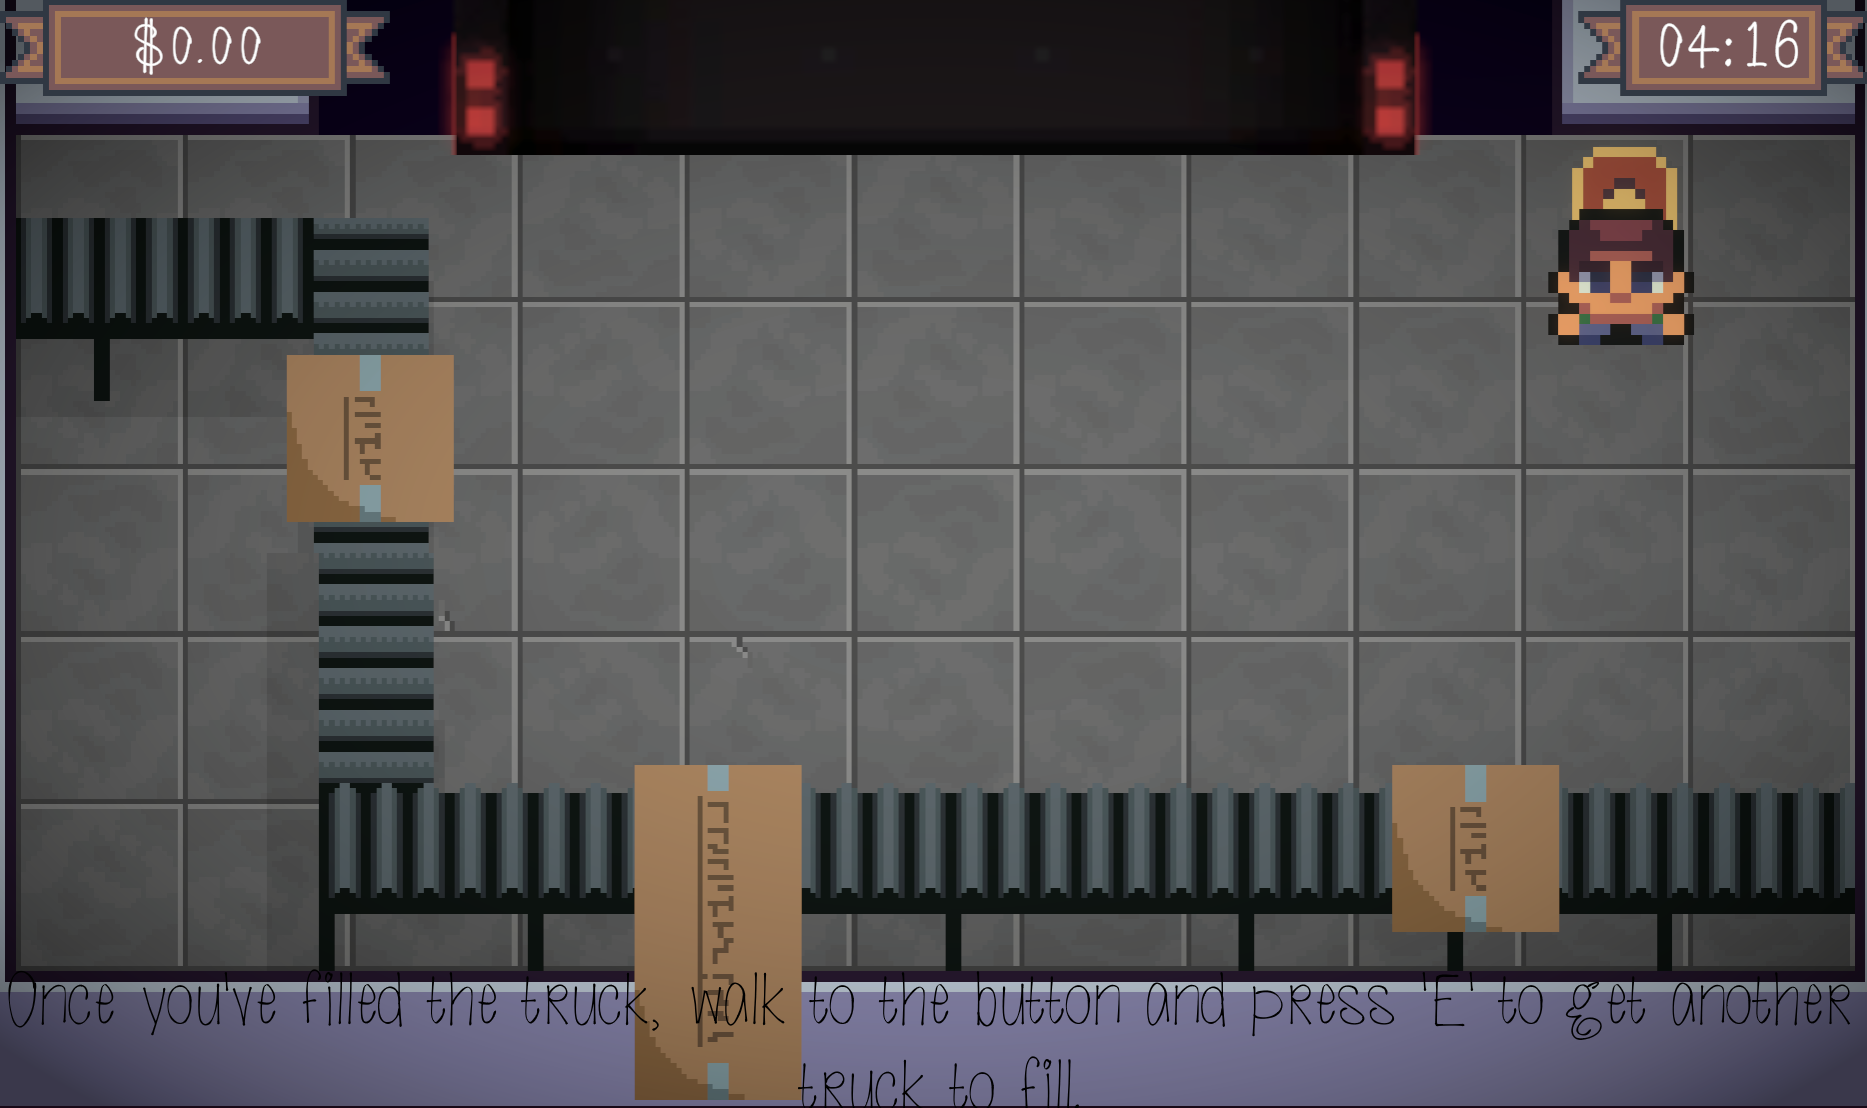 $0.00
04:16
Once you've filled the truck, walk to the button and press 'E' to get another
truck to fill